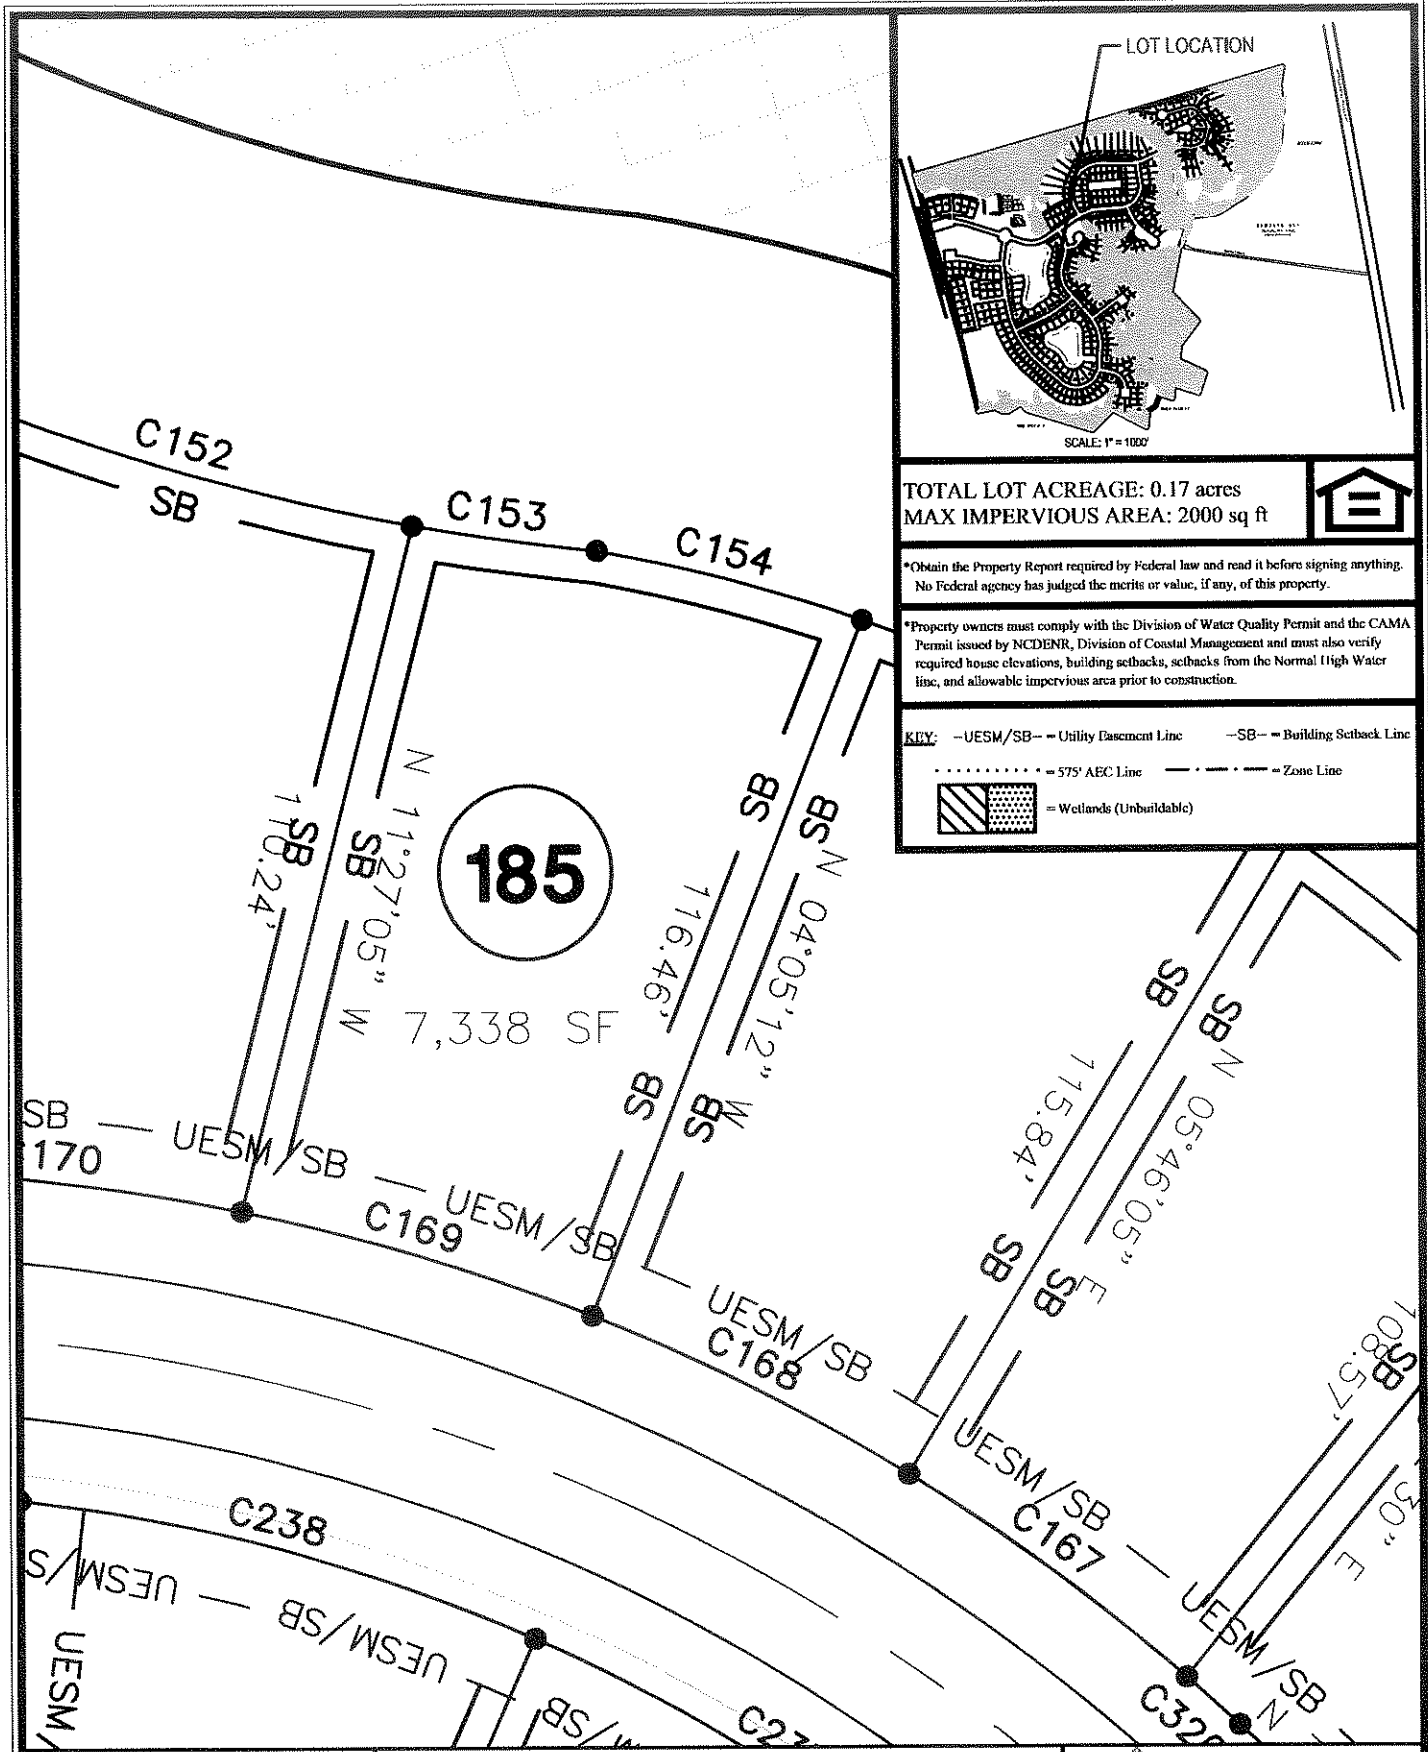 LOT LOCATION
SCALE: 1" = 1000'
TOTAL LOT ACREAGE: 0.17 acres
MAX IMPERVIOUS AREA: 2000 sq ft
*Obtain the Property Report required by Federal law and read it before signing anything.
No Federal agency has judged the merits or value, if any, of this property.
*Property owners must comply with the Division of Water Quality Permit and the CAMA
Permit issued by NCDENR, Division of Coastal Management and must also verify
required house elevations, building setbacks, setbacks from the Normal High Water
line, and allowable impervious area prior to construction.
KEY: -UESM/SB-- = Utility Easement Line -SB- = Building Setback Line
= 575' AEC Line = Zone Line
= Wetlands (Unbuildable)
C152
SB
C153
C154
110.24'
SB
SB
N 11°27'05" W
185
7,338 SF
SB
SB
116.46'
N 04°05'12" W
SB
SB
SB
SB
115.84'
N 05°46'05" E
SB
SB
108.57'
SB
30" E
SB
UESM/SB
170
C169
UESM/SB
UESM/SB
C168
UESM/SB
C167
UESM/SB
C320
N
C238
UESM/S
UESM/SB
UESM/
SB
C23